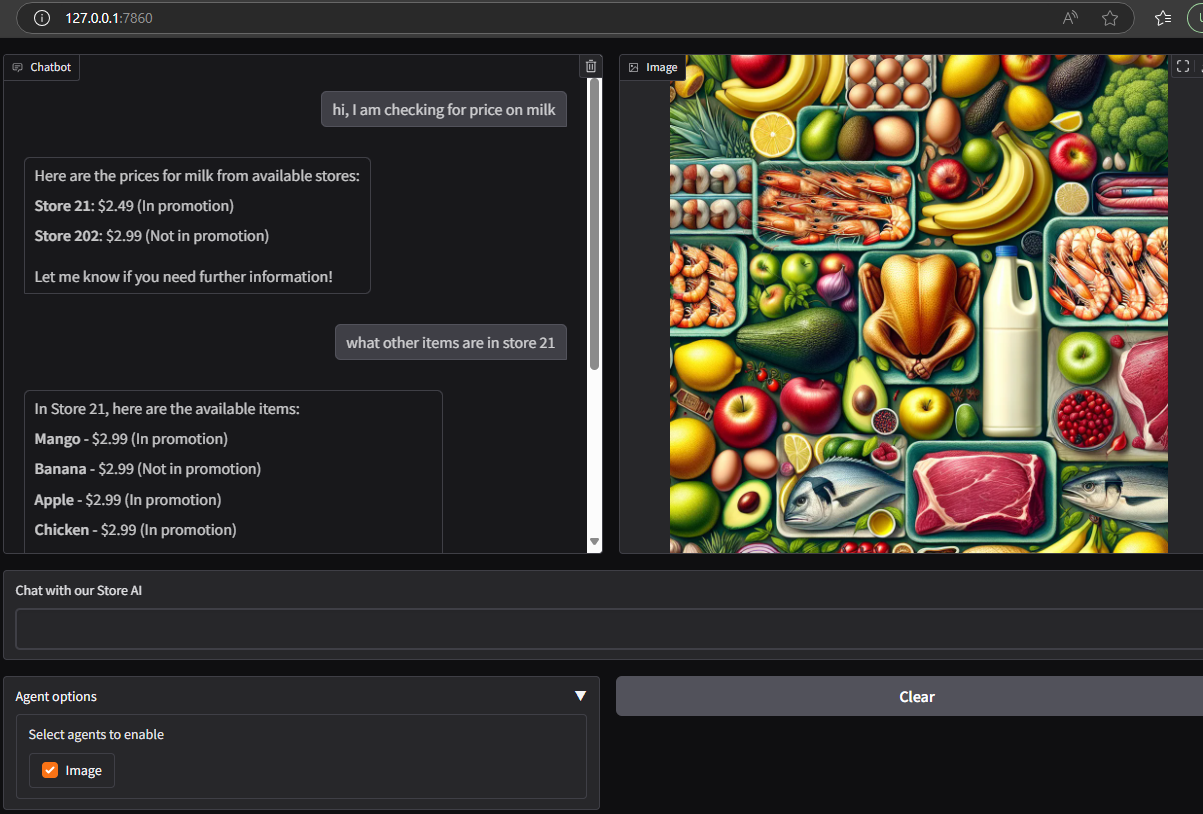 127.0.0.1:7860
Chatbot
hi, I am checking for price on milk
Here are the prices for milk from available stores:
Store 21: $2.49 (In promotion)
Store 202: $2.99 (Not in promotion)
Let me know if you need further information!
what other items are in store 21
In Store 21, here are the available items:
Mango - $2.99 (In promotion)
Banana - $2.99 (Not in promotion)
Apple - $2.99 (In promotion)
Chicken - $2.99 (In promotion)
Image
Chat with our Store AI
Agent options
Select agents to enable
Image
Clear